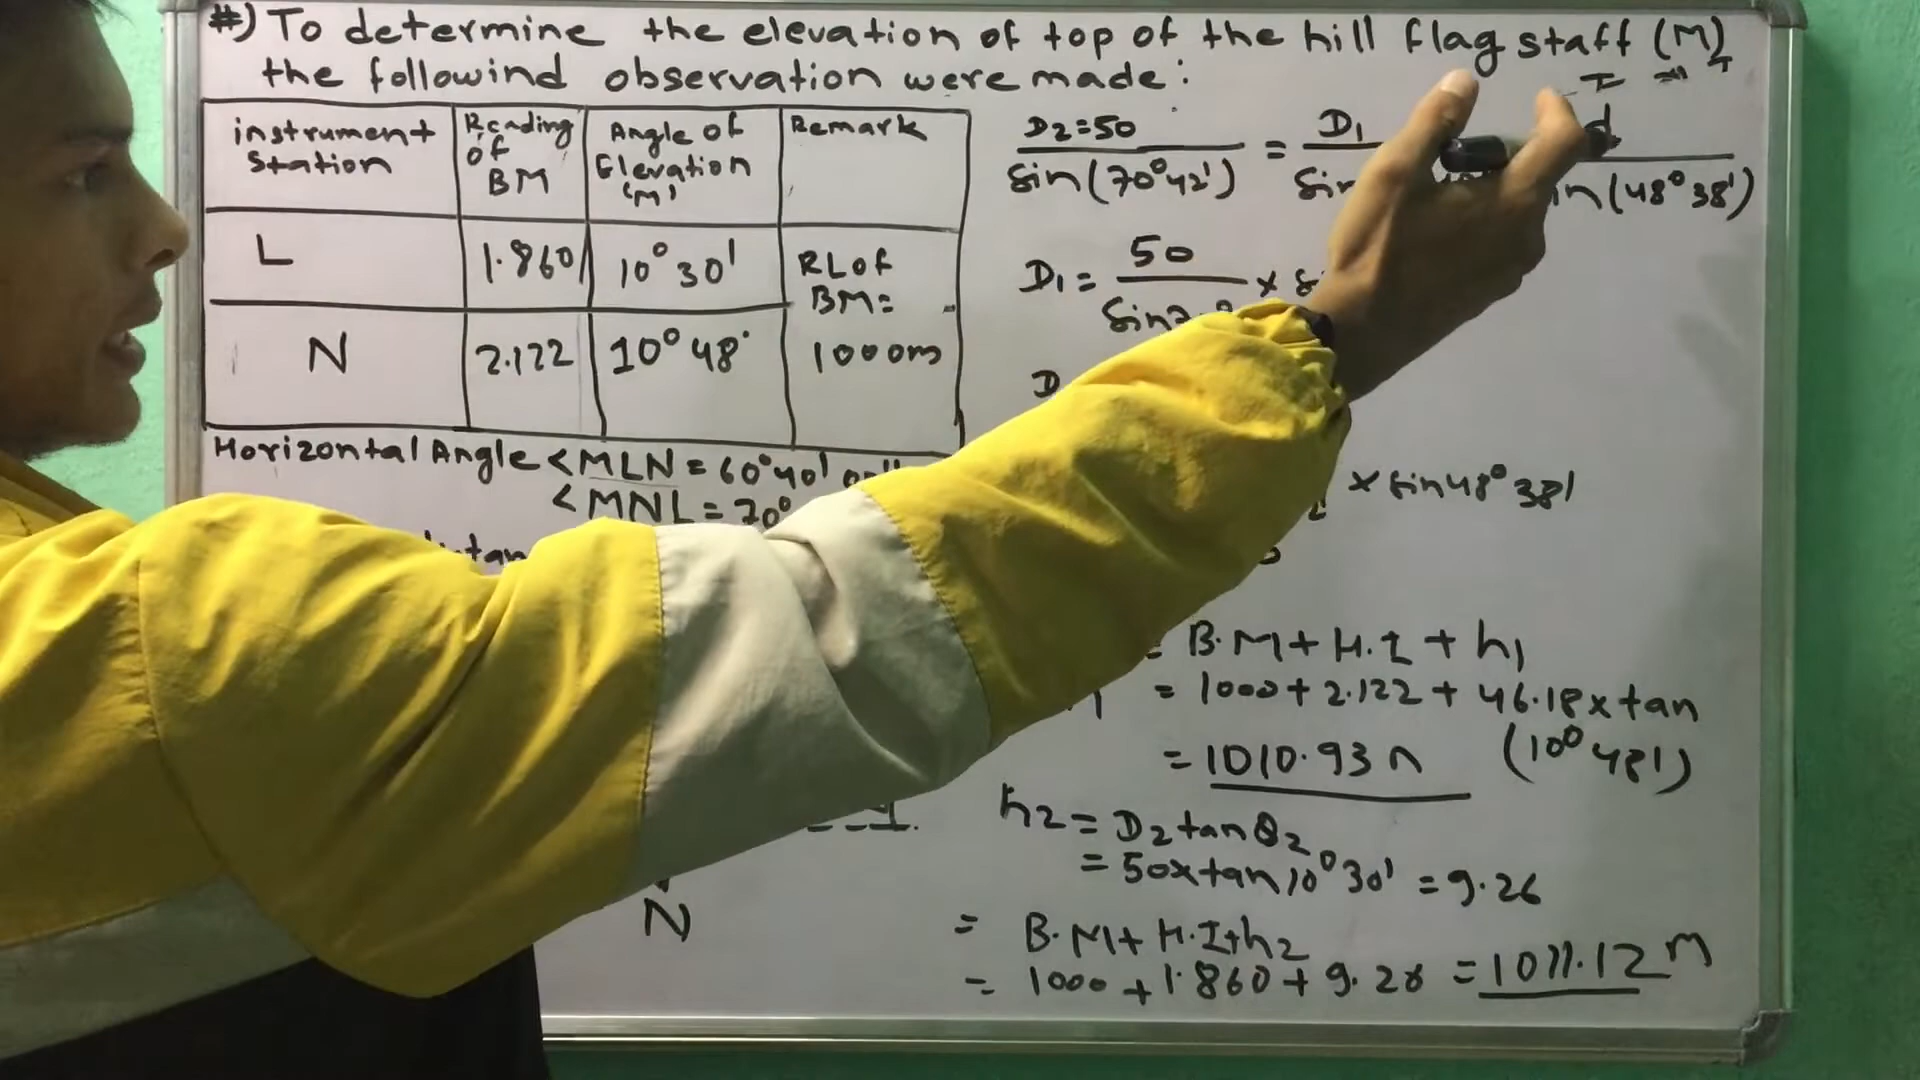 #) To determine the elevation of top of the hill flag staff (M)
the followind observation were made:
instrument Station
Reading of BM
Angle of Elevation (M)
Remark
L
1.860
10°30'
RL of BM=
N
2.122
10°48'
1000m
Horizontal Angle <MLN = 60°40'
<MNL = 70°
N
D2=50 / sin(70°42') = D1 / Sin
d / in(48°38')
D1 = 50 / Sin7 x s
D
x sin48°38'
= B.M + H.I + h1
= 1000 + 2.122 + 46.18 x tan
(10°48')
= 1010.93 m
h2 = D2 tan θ2
= 50x tan 10°30' = 9.26
= B.M + H.I + h2
= 1000 + 1.860 + 9.26 = 1011.12 m